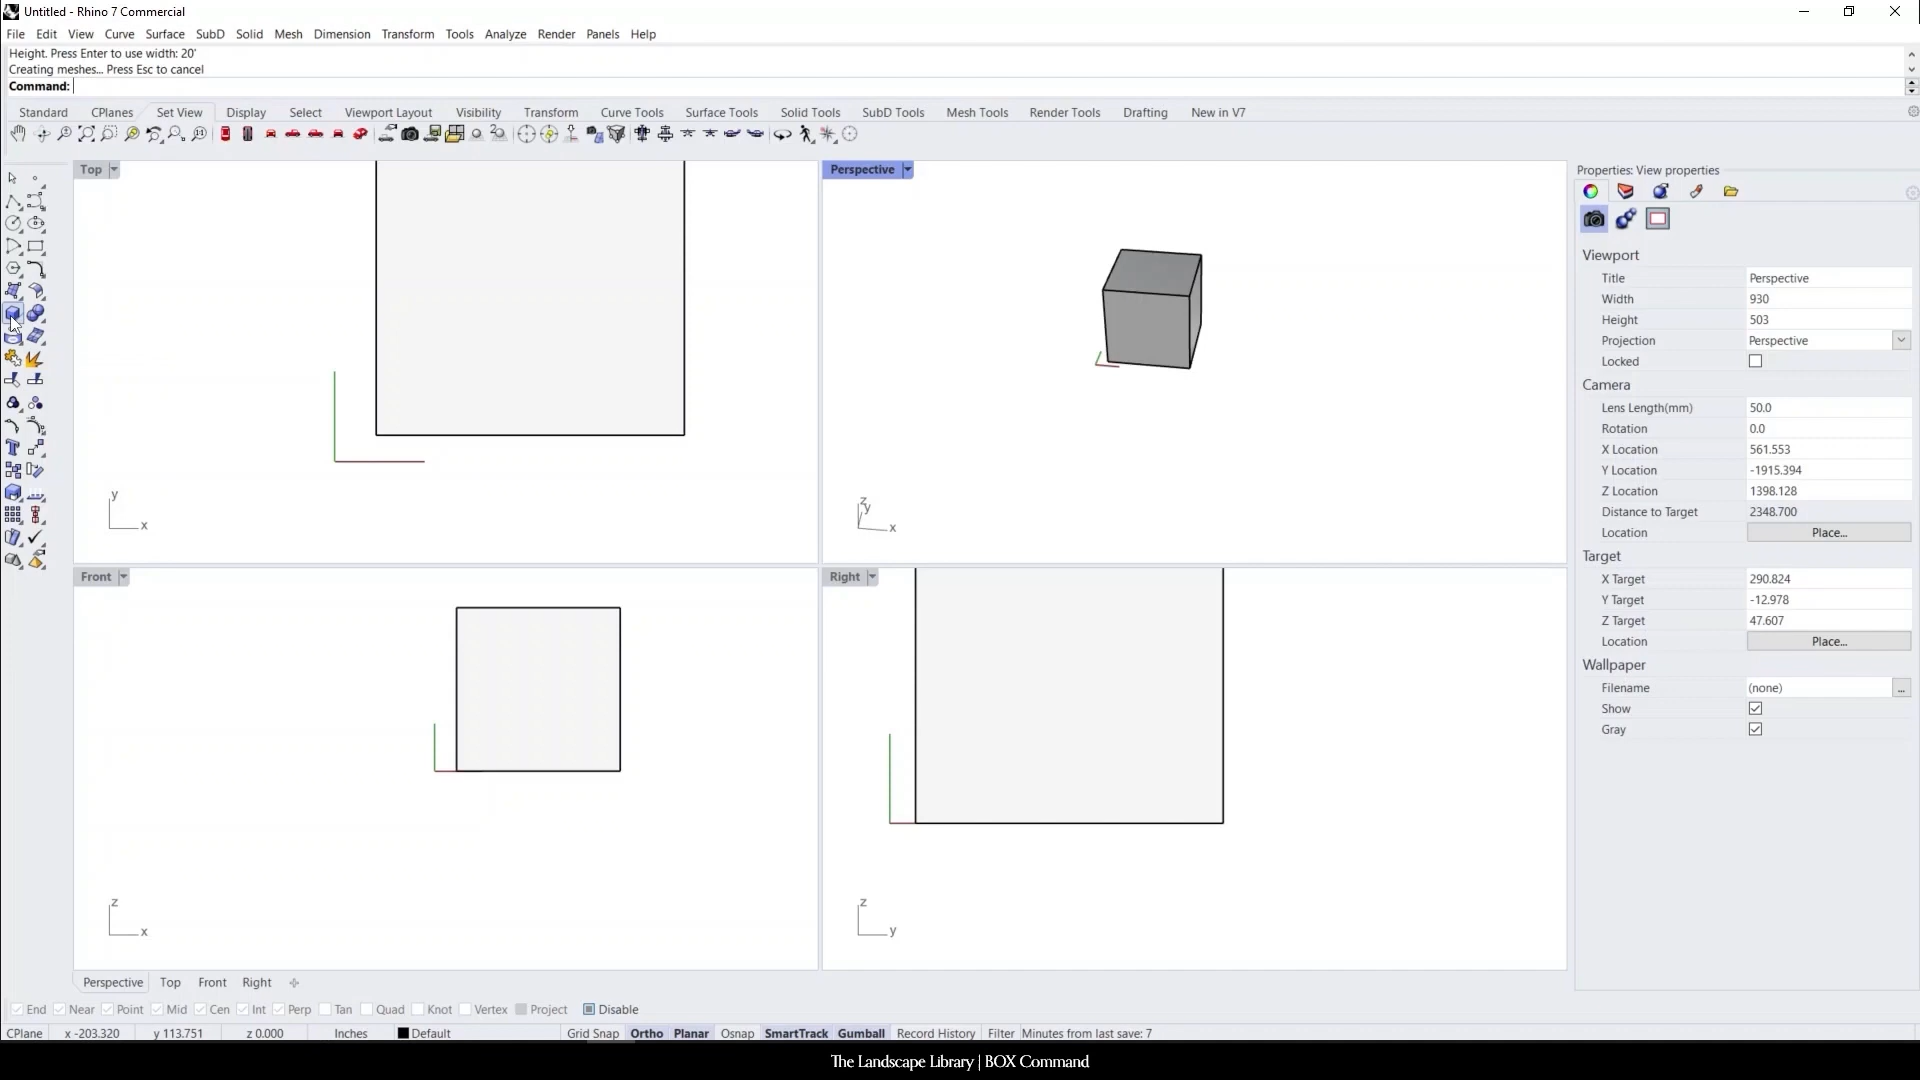 Untitled - Rhino 7 Commercial
File Edit View Curve Surface SubD Solid Mesh Dimension Transform Tools Analyze Render Panels Help
Height. Press Enter to use width: 20'
Creating meshes... Press Esc to cancel
Command:
Standard CPlanes Set View Display Select Viewport Layout Visibility Transform Curve Tools Surface Tools Solid Tools SubD Tools Mesh Tools Render Tools Drafting New in V7
Top
Perspective
y
x
z
y
x
Front
Right
z
x
z
y
Properties: View properties
Viewport
Title Perspective
Width 930
Height 503
Projection Perspective
Locked
Camera
Lens Length(mm) 50.0
Rotation 0.0
X Location 561.553
Y Location -1915.394
Z Location 1398.128
Distance to Target 2348.700
Location Place...
Target
X Target 290.824
Y Target -12.978
Z Target 47.607
Location Place...
Wallpaper
Filename (none) ...
Show
Gray
Perspective Top Front Right
End Near Point Mid Cen Int Perp Tan Quad Knot Vertex Project Disable
CPlane x -203.320 y 113.751 z 0.000 Inches Default Grid Snap Ortho Planar Osnap SmartTrack Gumball Record History Filter Minutes from last save: 7
The Landscape Library | BOX Command